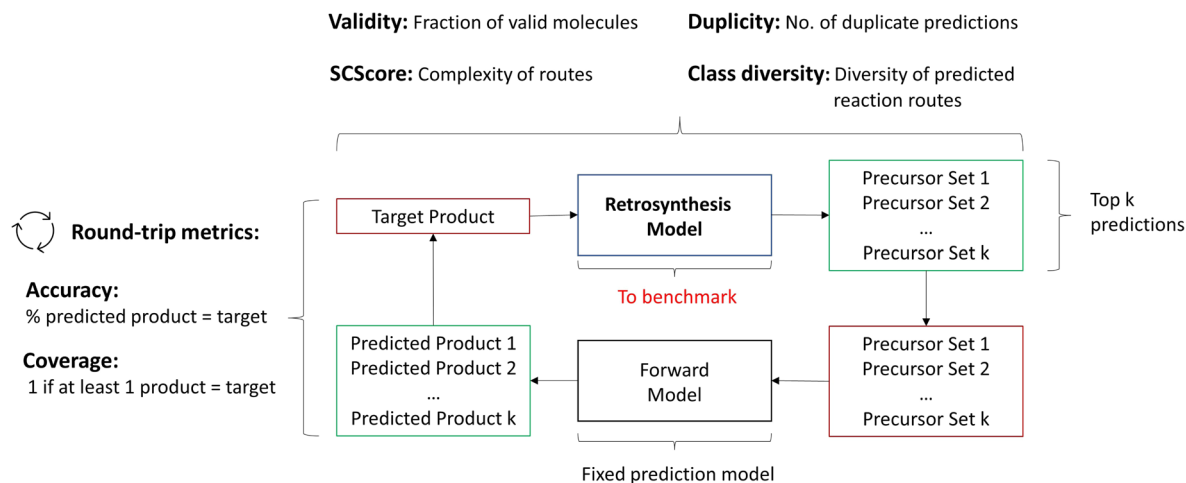 Validity: Fraction of valid molecules
Duplicity: No. of duplicate predictions
SCScore: Complexity of routes
Class diversity: Diversity of predicted
reaction routes
Round-trip metrics:
Accuracy:
% predicted product = target
Coverage:
1 if at least 1 product = target
Target Product
Retrosynthesis
Model
To benchmark
Precursor Set 1
Precursor Set 2
...
Precursor Set k
Top k
predictions
Predicted Product 1
Predicted Product 2
...
Predicted Product k
Forward
Model
Fixed prediction model
Precursor Set 1
Precursor Set 2
...
Precursor Set k